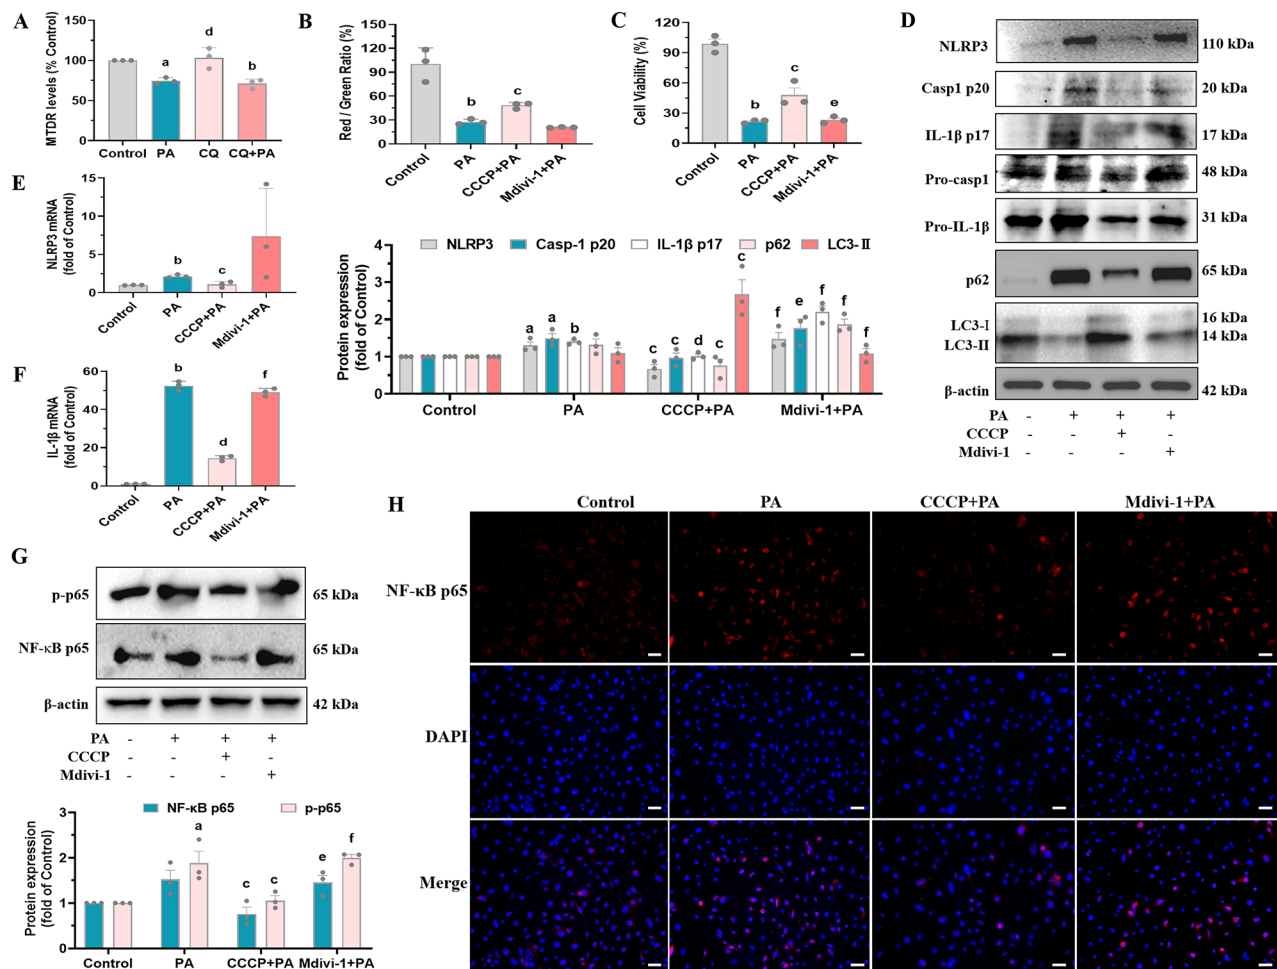 A
MTDR levels (% Control)
150
100
50
0
a
d
b
Control PA CQ CQ+PA
B
Red / Green Ratio (%)
150
120
90
60
30
0
b
c
Control
PA
CCCP+PA
Mdivi-1+PA
C
Cell Viability (%)
120
90
60
30
0
b
c
e
Control
PA
CCCP+PA
Mdivi-1+PA
D
NLRP3 110 kDa
Casp1 p20 20 kDa
IL-1β p17 17 kDa
Pro-casp1 48 kDa
Pro-IL-1β 31 kDa
p62 65 kDa
LC3-Ⅰ 16 kDa
LC3-II 14 kDa
β-actin 42 kDa
PA - + + +
CCCP - - +
Mdivi-1 - - - +
NLRP3 Casp-1 p20 IL-1β p17 p62 LC3-Ⅱ
Protein expression
(fold of Control)
4
3
2
1
0
a a b
c c d c c
f e f f f
Control PA CCCP+PA Mdivi-1+PA
E
NLRP3 mRNA
(fold of Control)
15
10
5
0
b
c
Control
PA
CCCP+PA
Mdivi-1+PA
F
IL-1β mRNA
(fold of Control)
60
40
20
0
b
d
f
Control
PA
CCCP+PA
Mdivi-1+PA
G
p-p65 65 kDa
NF-κB p65 65 kDa
β-actin 42 kDa
PA - + + +
CCCP - - + -
Mdivi-1 - - - +
NF-κB p65 p-p65
Protein expression
(fold of Control)
3
2
1
0
a
c c
e f
Control PA CCCP+PA Mdivi-1+PA
H
Control PA CCCP+PA Mdivi-1+PA
NF-κB p65
DAPI
Merge